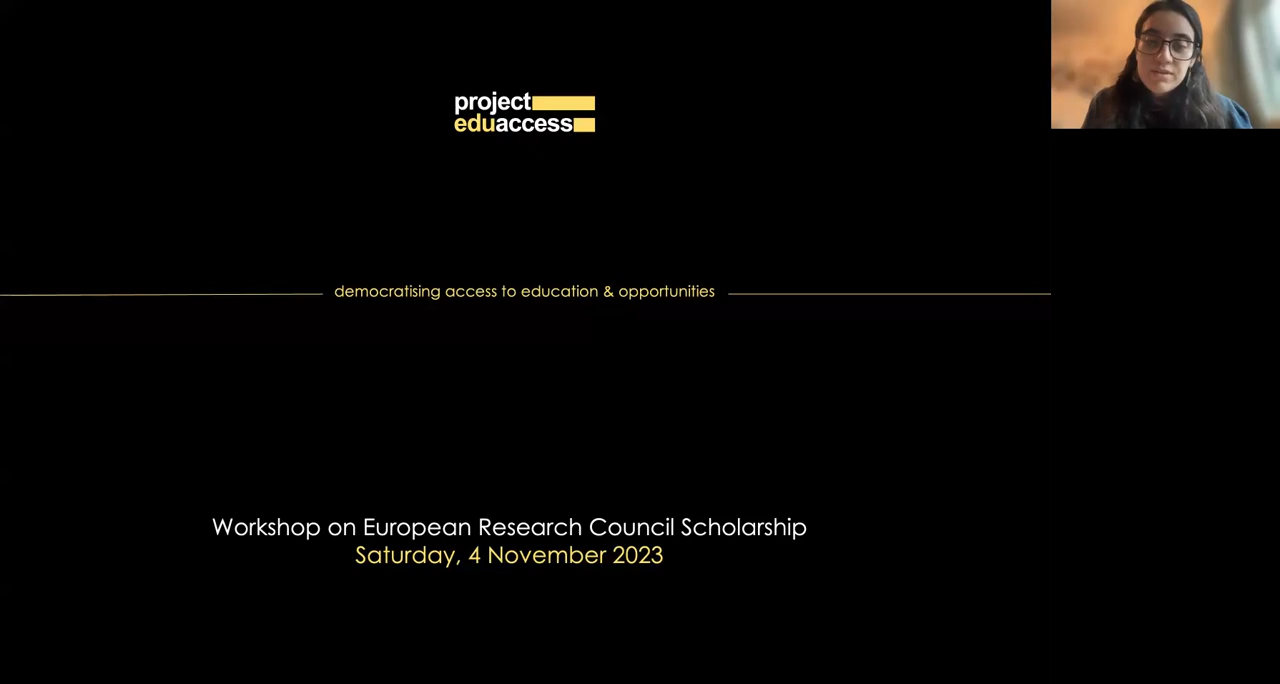 project
eduaccess
democratising access to education & opportunities
Workshop on European Research Council Scholarship
Saturday, 4 November 2023